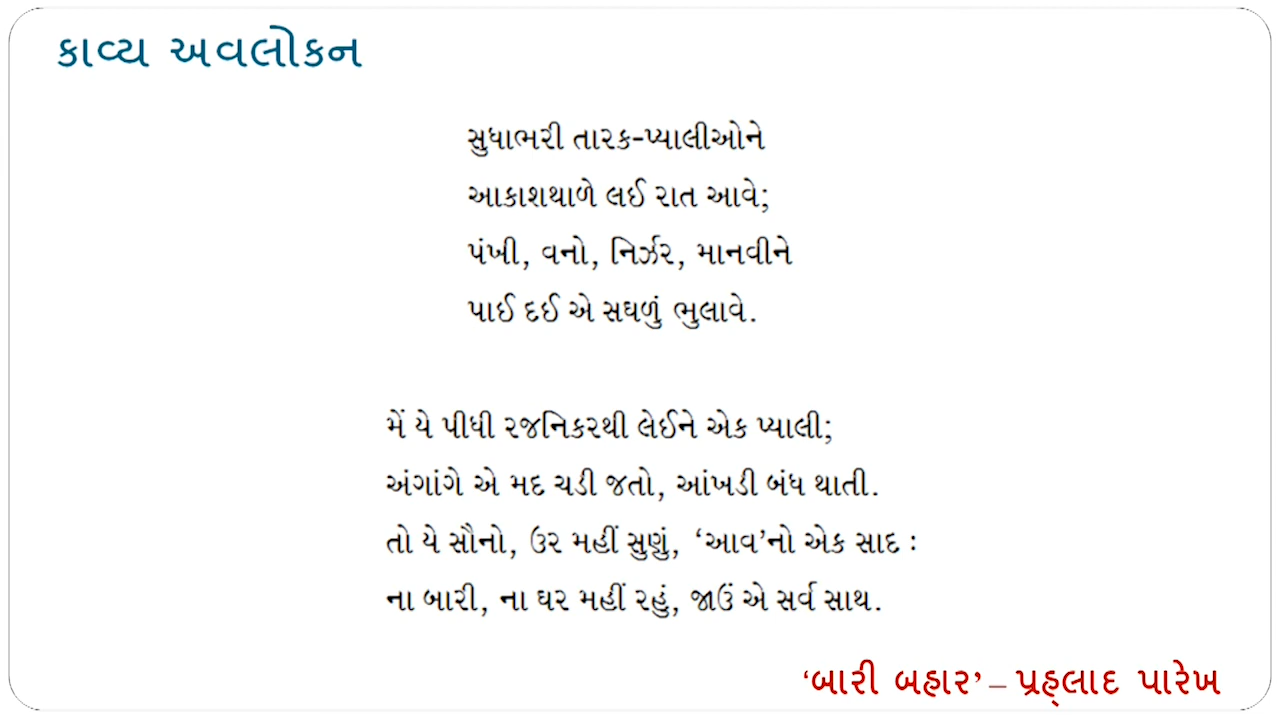 કાવ્ય અવલોકન
સુધાભરી તારક-પ્યાલીઓને
આકાશથાળે લઈ રાત આવે;
પંખી, વનો, નિર્ઝર, માનવીને
પાઈ દઈ એ સઘળું ભુલાવે.
મેં યે પીધી રજનિકરથી લેઈને એક પ્યાલી;
અંગાંગે એ મદ ચડી જતો, આંખડી બંધ થાતી.
તો યે સૌનો, ઉર મહીં સુણું, ‘આવ’નો એક સાદ :
ના બારી, ના ઘર મહીં રહું, જાઉં એ સર્વ સાથ.
‘બારી બહાર’ – પ્રહ્લાદ પારેખ